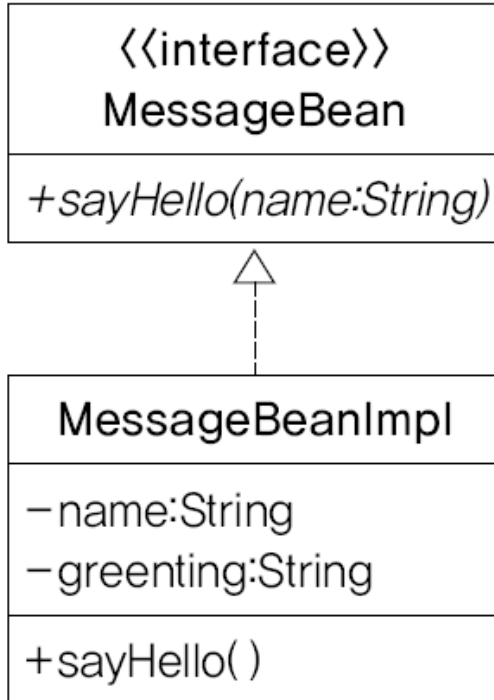 〈〈interface〉〉
MessageBean
+sayHello(name:String)
MessageBeanImpl
-name:String
-greenting:String
+sayHello( )